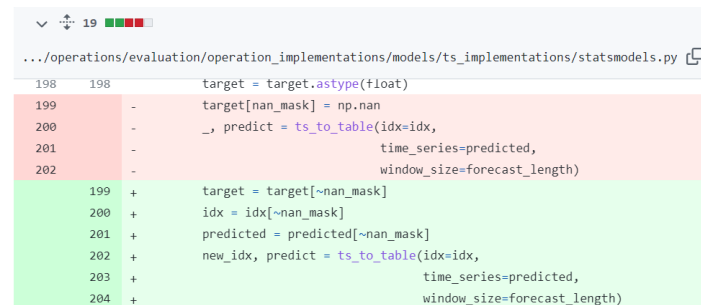 19
.../operations/evaluation/operation_implementations/models/ts_implementations/statsmodels.py
198 198 target = target.astype(float)
199 - target[nan_mask] = np.nan
200 - _, predict = ts_to_table(idx=idx,
201 - time_series=predicted,
202 - window_size=forecast_length)
199 + target = target[~nan_mask]
200 + idx = idx[~nan_mask]
201 + predicted = predicted[~nan_mask]
202 + new_idx, predict = ts_to_table(idx=idx,
203 + time_series=predicted,
204 + window_size=forecast_length)